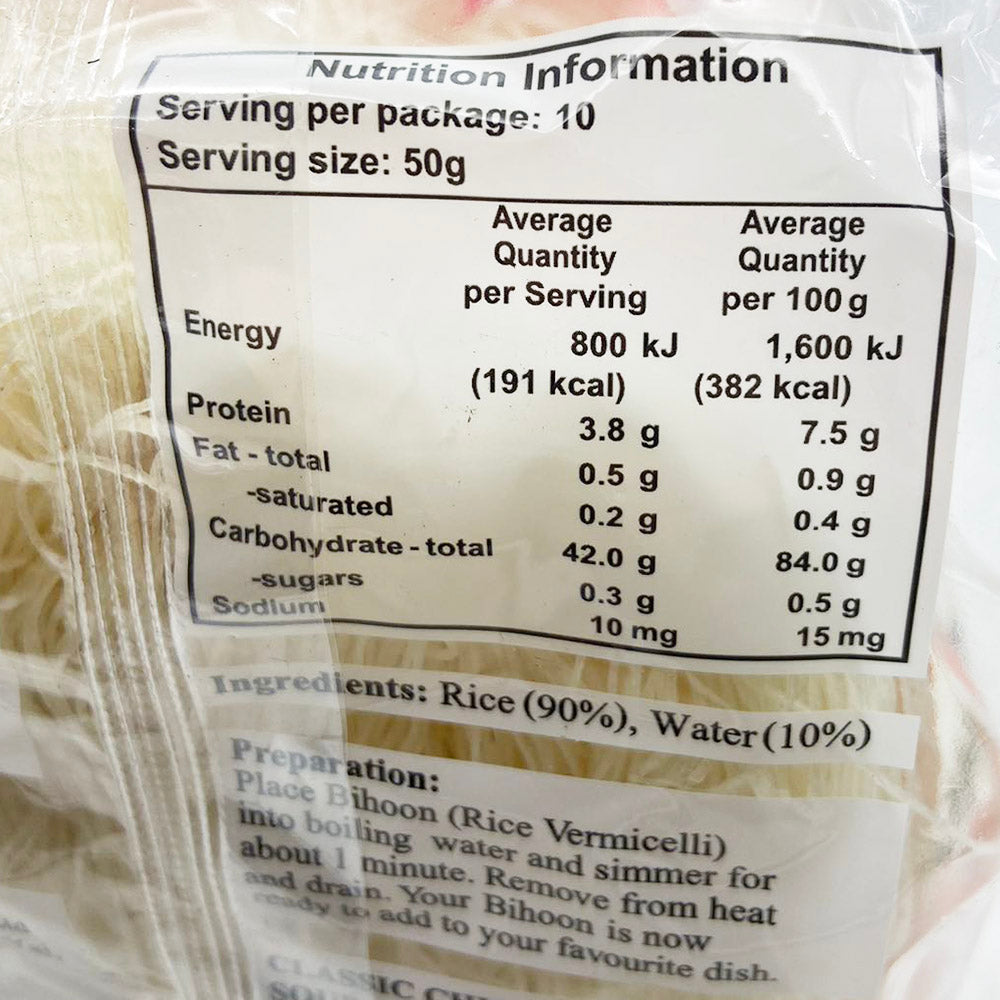 Nutrition Information
Serving per package: 10
Serving size: 50g
Average Quantity per Serving
Average Quantity per 100 g
Energy 800 kJ 1,600 kJ
(191 kcal) (382 kcal)
Protein 3.8 g 7.5 g
Fat - total 0.5 g 0.9 g
-saturated 0.2 g 0.4 g
Carbohydrate - total 42.0 g 84.0 g
-sugars 0.3 g 0.5 g
Sodium 10 mg 15 mg
Ingredients: Rice (90%), Water (10%)
Preparation:
Place Bihoon (Rice Vermicelli)
into boiling water and simmer for
about 1 minute. Remove from heat
and drain. Your Bihoon is now
ready to add to your favourite dish.
CLASSIC